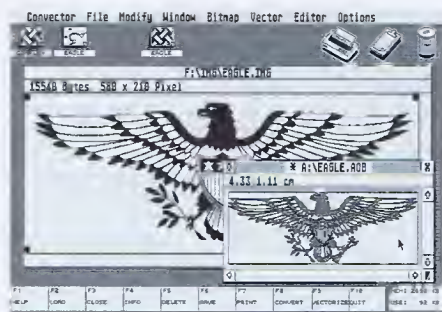 Convector File Modify Window Bitmap Vector Editor Options
EAGLE
EAGLE
F:\IMG\EAGLE.IMG
15540 Bytes 580 x 210 Pixel
* A:\EAGLE.AOB
4.33 1.11 cm
F1 F2 F3 F4 F5 F6 F7 F8 F9 F10
HELP LOAD CLOSE INFO DELETE SAVE PRINT CONVERT VECTORIZE QUIT